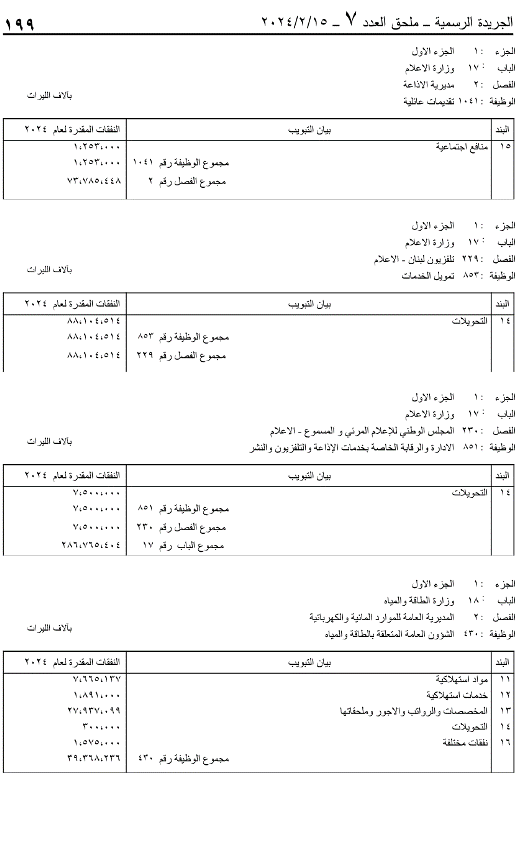 الجريدة الرسمية ــ ملحق العدد ٧ ــ ٢٠٢٤/٢/١٥
١٩٩
الجزء : ١ الجزء الاول
الباب : ١٧ وزارة الاعلام
الفصل : ٢ مديرية الاذاعة
الوظيفة : ١٠٤١ تقديمات عائلية
بآلاف الليرات
البند بيان التبويب النفقات المقدرة لعام ٢٠٢٤
١٥ منافع اجتماعية ١،٢٥٣،٠٠٠
مجموع الوظيفة رقم ١٠٤١ ١،٢٥٣،٠٠٠
مجموع الفصل رقم ٢ ٧٣،٧٨٥،٤٤٨
الجزء : ١ الجزء الاول
الباب : ١٧ وزارة الاعلام
الفصل : ٢٢٩ تلفزيون لبنان - الاعلام
الوظيفة : ٨٥٣ تمويل الخدمات
بآلاف الليرات
البند بيان التبويب النفقات المقدرة لعام ٢٠٢٤
١٤ التحويلات ٨٨،١٠٤،٥١٤
مجموع الوظيفة رقم ٨٥٣ ٨٨،١٠٤،٥١٤
مجموع الفصل رقم ٢٢٩ ٨٨،١٠٤،٥١٤
الجزء : ١ الجزء الاول
الباب : ١٧ وزارة الاعلام
الفصل : ٢٣٠ المجلس الوطني للإعلام المرئي و المسموع - الاعلام
الوظيفة : ٨٥١ الادارة والرقابة الخاصة بخدمات الإذاعة والتلفزيون والنشر
بآلاف الليرات
البند بيان التبويب النفقات المقدرة لعام ٢٠٢٤
١٤ التحويلات ٧،٥٠٠،٠٠٠
مجموع الوظيفة رقم ٨٥١ ٧،٥٠٠،٠٠٠
مجموع الفصل رقم ٢٣٠ ٧،٥٠٠،٠٠٠
مجموع الباب رقم ١٧ ٢٨٦،٧٦٥،٤٠٤
الجزء : ١ الجزء الاول
الباب : ١٨ وزارة الطاقة والمياه
الفصل : ٢ المديرية العامة للموارد المائية والكهربائية
الوظيفة : ٤٣٠ الشؤون العامة المتعلقة بالطاقة والمياه
بآلاف الليرات
البند بيان التبويب النفقات المقدرة لعام ٢٠٢٤
١١ مواد استهلاكية ٧،٦٦٥،١٣٧
١٢ خدمات استهلاكية ١،٨٩١،٠٠٠
١٣ المخصصات والرواتب والاجور وملحقاتها ٢٧،٩٣٧،٠٩٩
١٤ التحويلات ٣٠٠،٠٠٠
١٦ نفقات مختلفة ١،٥٧٥،٠٠٠
مجموع الوظيفة رقم ٤٣٠ ٣٩،٣٦٨،٢٣٦